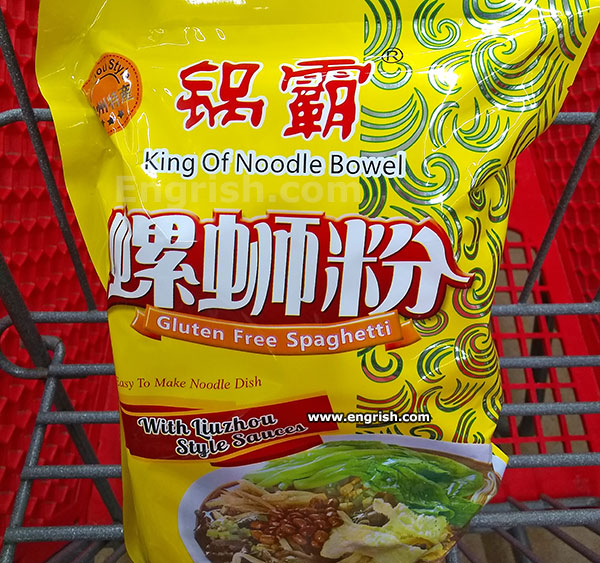 锅霸®
King Of Noodle Bowel
Engrish.com
螺蛳粉
Gluten Free Spaghetti
Easy To Make Noodle Dish
www.engrish.com
With Liuzhou
Style Sauces